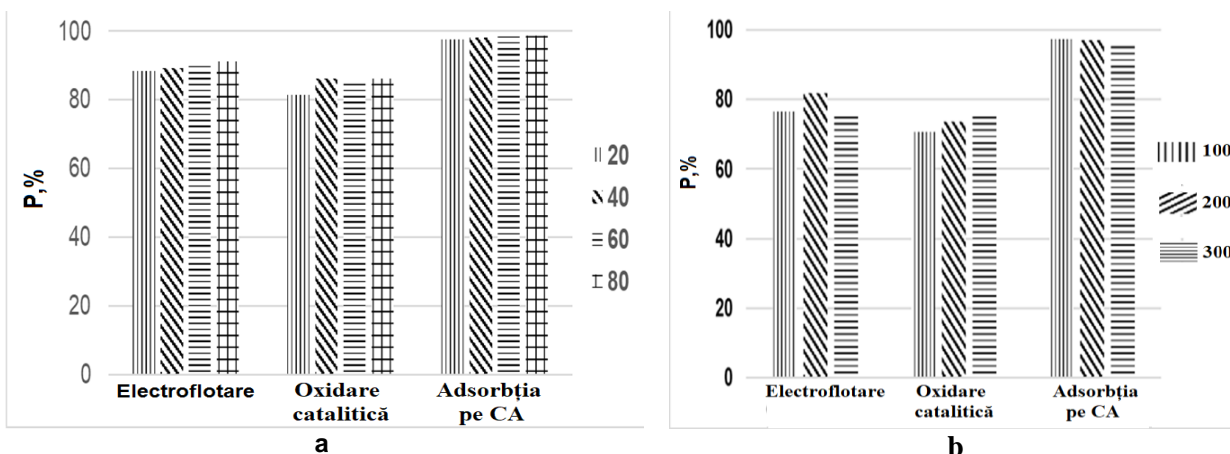 100
80
60
40
20
0
P,%
Electroflotare
Oxidare
catalitică
Adsorbția
pe CA
20
40
60
80
a
100
80
60
40
20
0
P,%
Electroflotare
Oxidare
catalitică
Adsorbția
pe CA
100
200
300
b